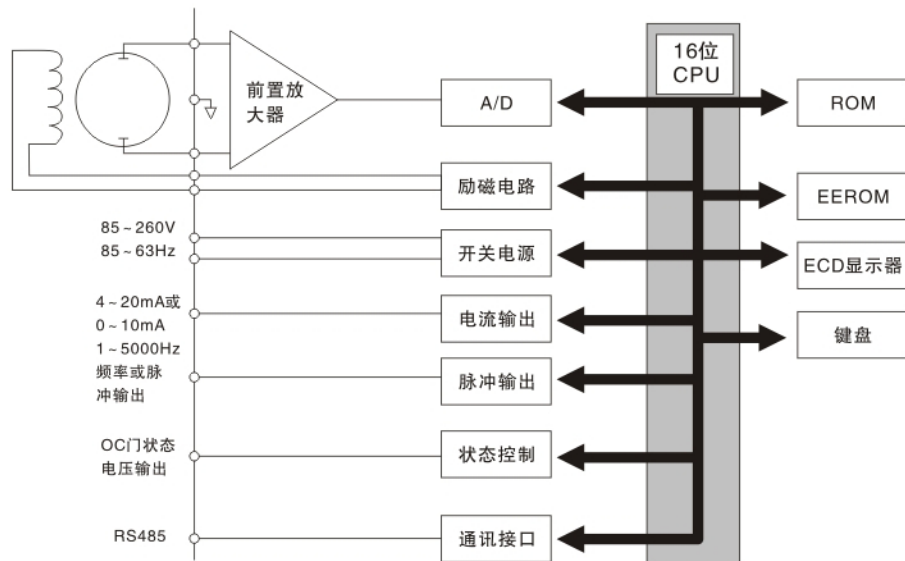 16位
CPU
前置放
大器
A/D
ROM
励磁电路
EEROM
85~260V
85~63Hz
开关电源
ECD显示器
4~20mA或
0~10mA
1~5000Hz
频率或脉
冲输出
电流输出
键盘
脉冲输出
OC门状态
电压输出
状态控制
RS485
通讯接口